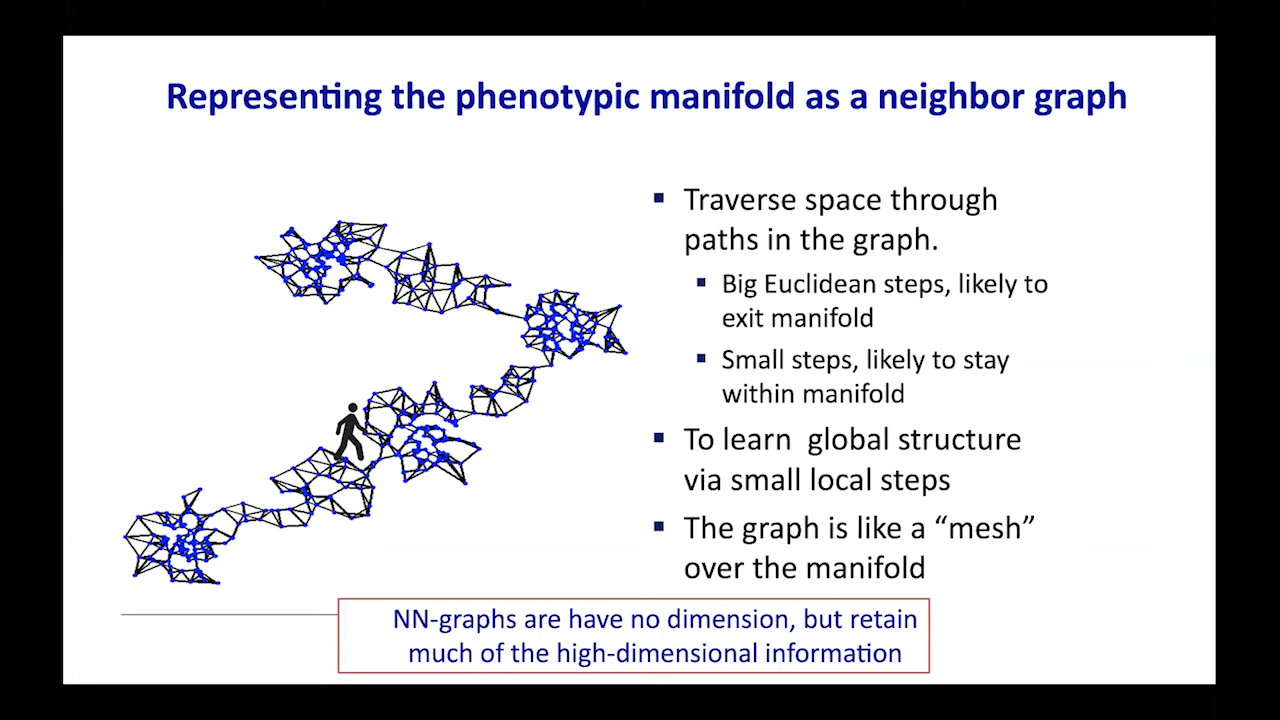 Representing the phenotypic manifold as a neighbor graph
Traverse space through
paths in the graph.
Big Euclidean steps, likely to
exit manifold
Small steps, likely to stay
within manifold
To learn global structure
via small local steps
The graph is like a “mesh”
over the manifold
NN-graphs are have no dimension, but retain
much of the high-dimensional information